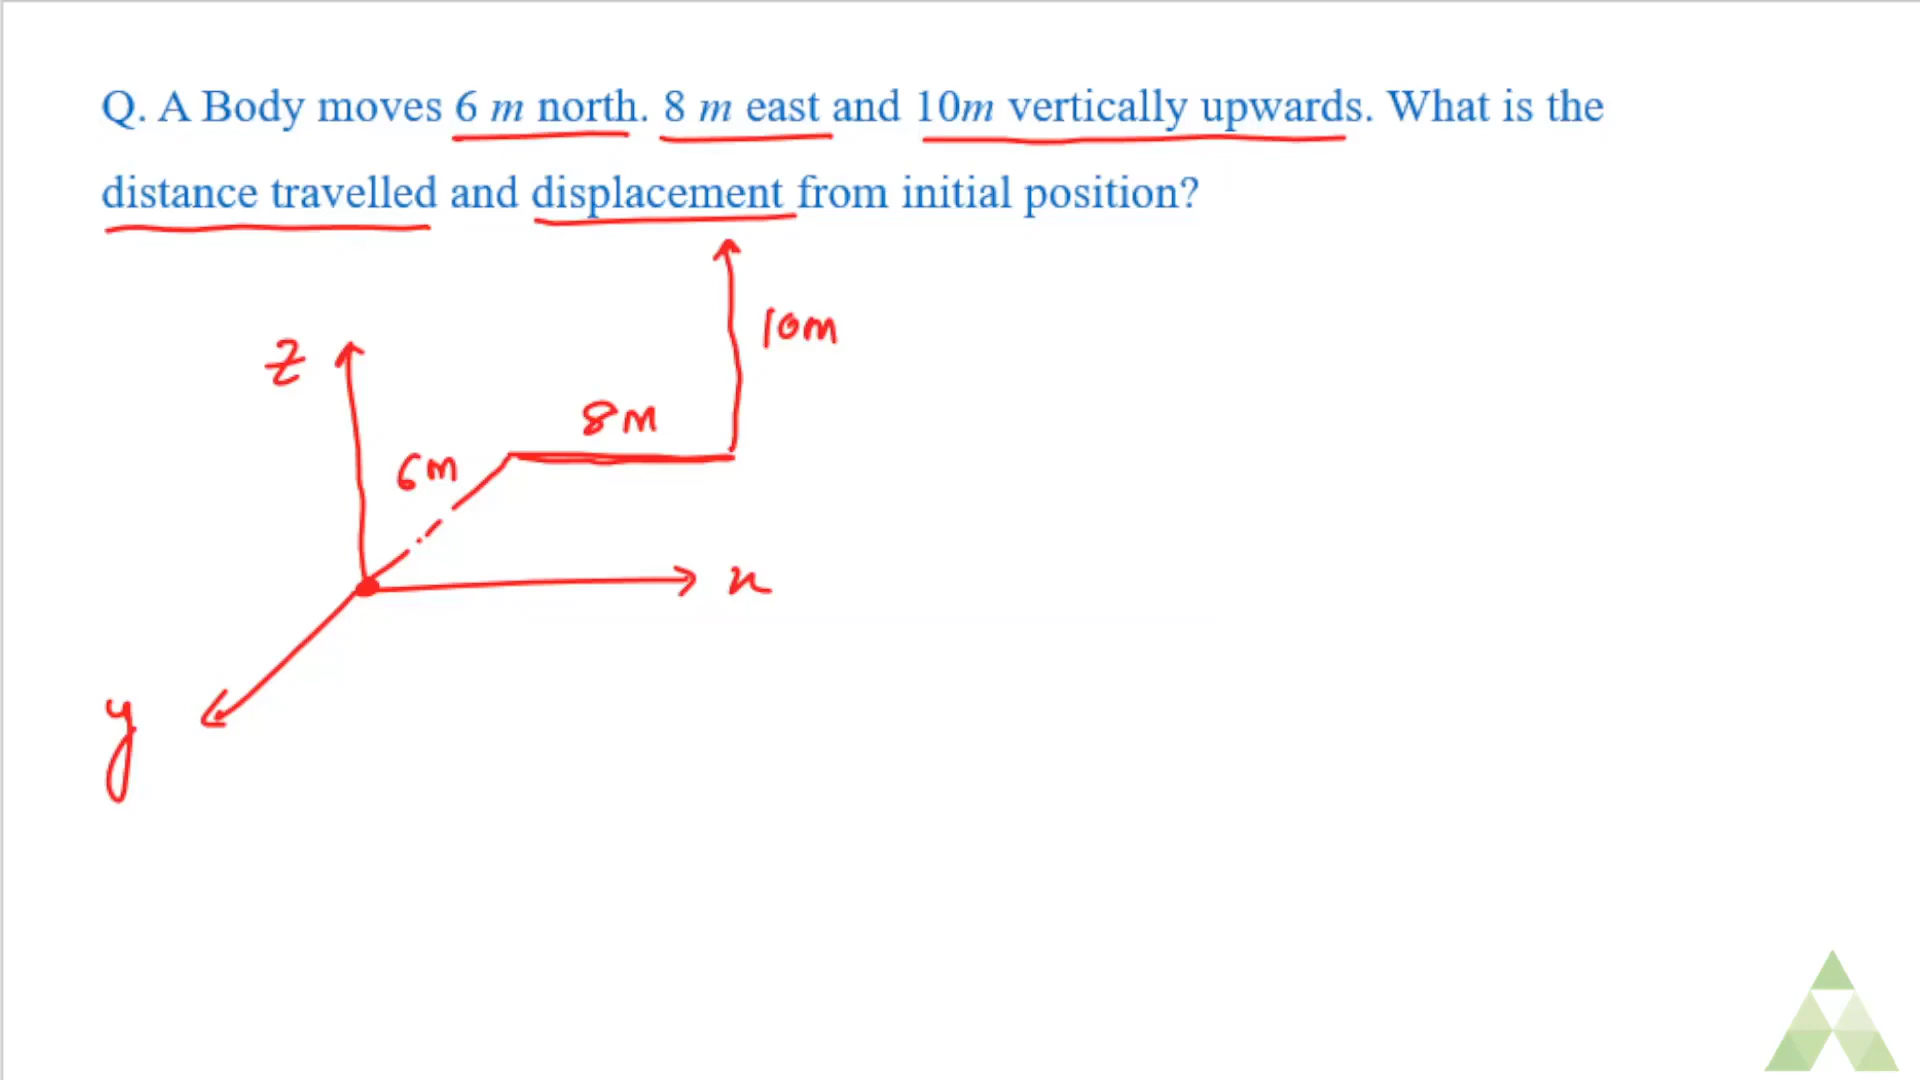 Q. A Body moves 6 m north. 8 m east and 10m vertically upwards. What is the
distance travelled and displacement from initial position?
10m
z
8m
6m
x
y